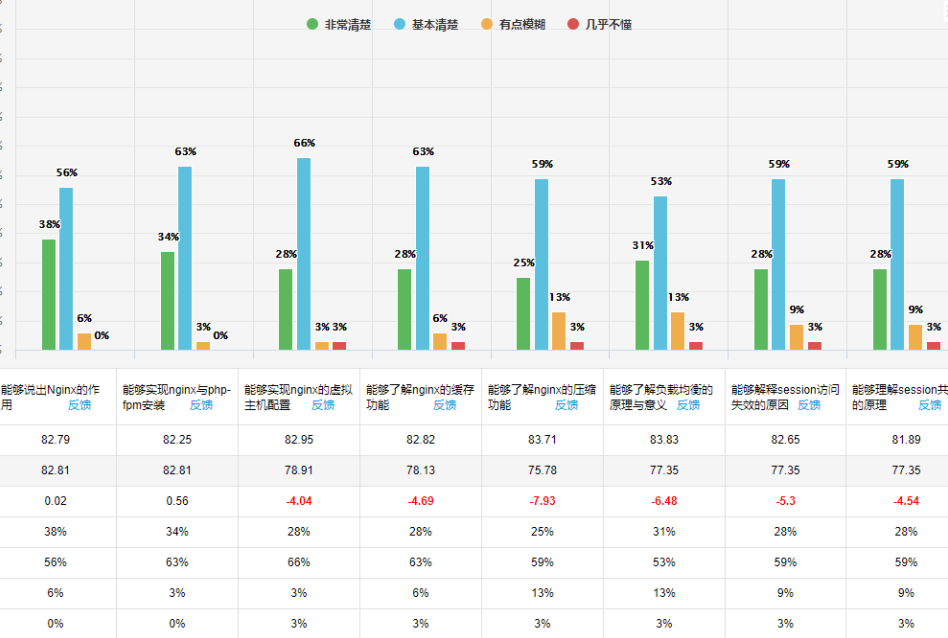 非常清楚 基本清楚 有点模糊 几乎不懂
66%
63% 63%
59% 59% 59%
56% 53%
38% 34% 31%
28% 28% 25% 28% 28%
13% 13%
6% 6% 9% 9%
0% 3% 0% 3% 3% 3% 3% 3% 3% 3%
能够说出Nginx的作 能够实现nginx与php- 能够实现nginx的虚拟 能够了解nginx的缓存 能够了解nginx的压缩 能够了解负载均衡的 能够解释session访问 能够理解session共
用 反馈 fpm安装 反馈 主机配置 反馈 功能 反馈 功能 反馈 原理与意义 反馈 失效的原因 反馈 的原理 反馈
82.79 82.25 82.95 82.82 83.71 83.83 82.65 81.89
82.81 82.81 78.91 78.13 75.78 77.35 77.35 77.35
0.02 0.56 -4.04 -4.69 -7.93 -6.48 -5.3 -4.54
38% 34% 28% 28% 25% 31% 28% 28%
56% 63% 66% 63% 59% 53% 59% 59%
6% 3% 3% 6% 13% 13% 9% 9%
0% 0% 3% 3% 3% 3% 3% 3%